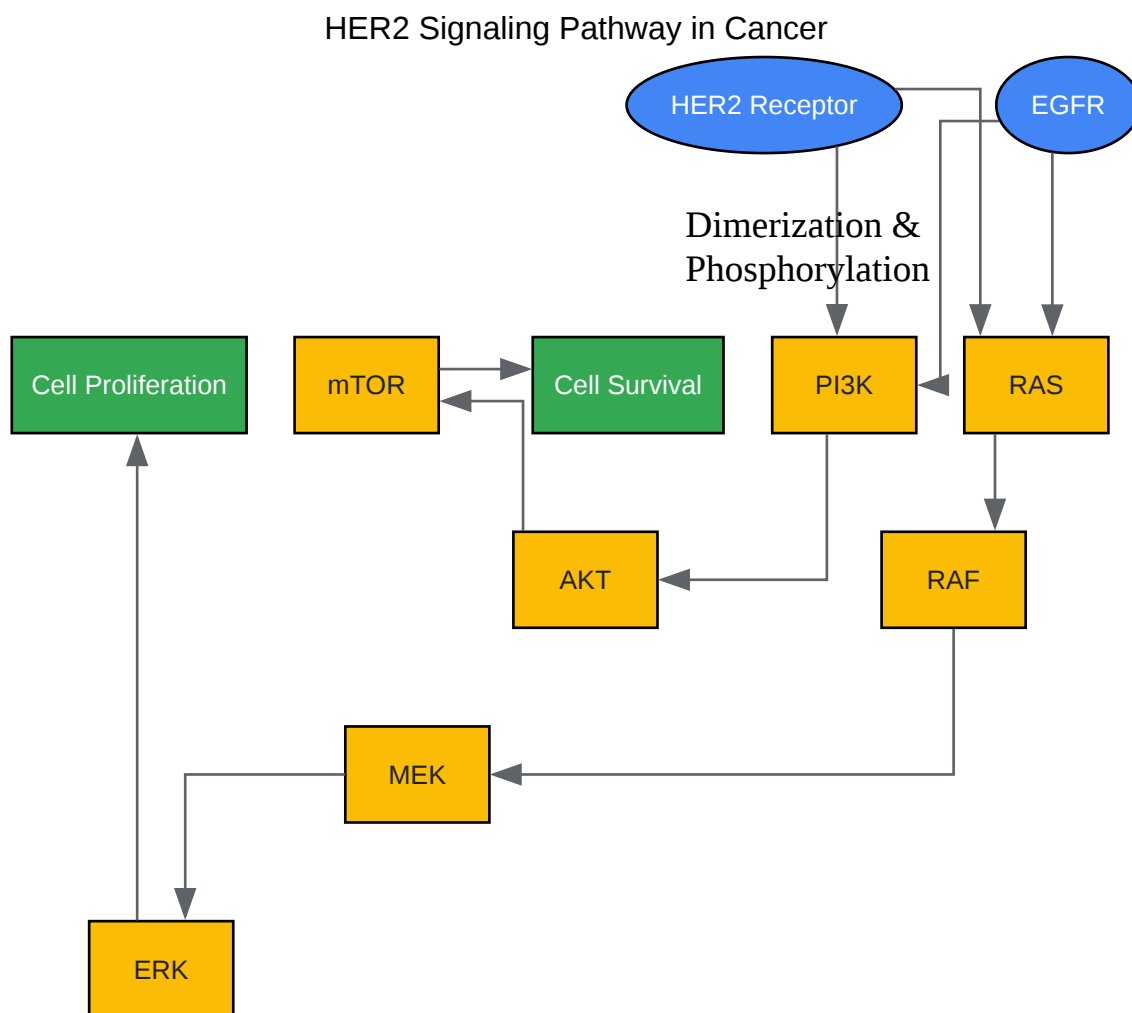 HER2 Signaling Pathway in Cancer
HER2 Receptor
EGFR
Dimerization &
Phosphorylation
Cell Proliferation
mTOR
Cell Survival
PI3K
RAS
AKT
RAF
MEK
ERK